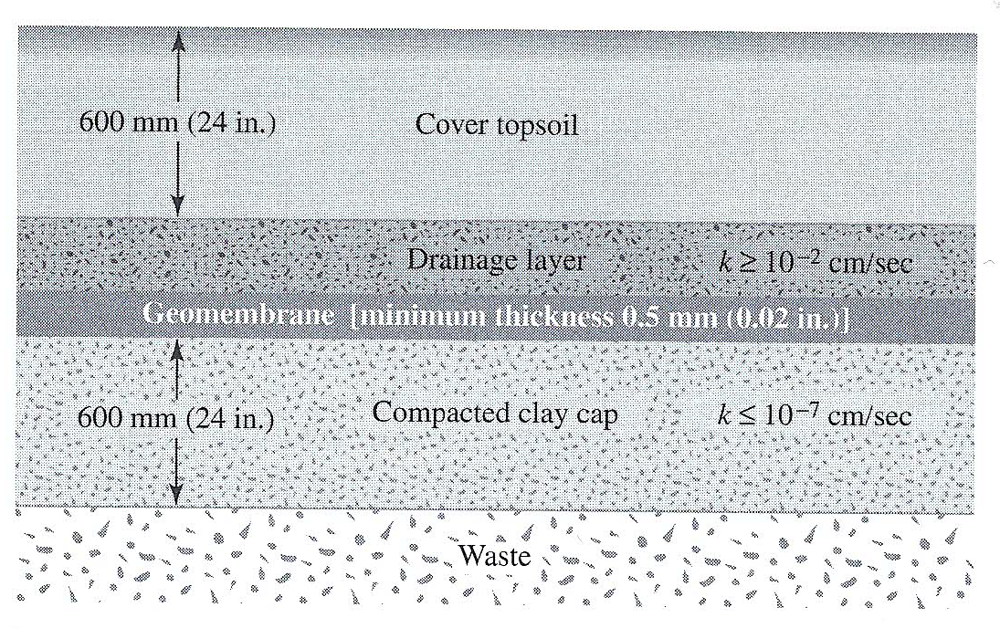 600 mm (24 in.) Cover topsoil
Drainage layer k ≥ 10⁻² cm/sec
Geomembrane [minimum thickness 0.5 mm (0.02 in.)]
600 mm (24 in.) Compacted clay cap k ≤ 10⁻⁷ cm/sec
Waste